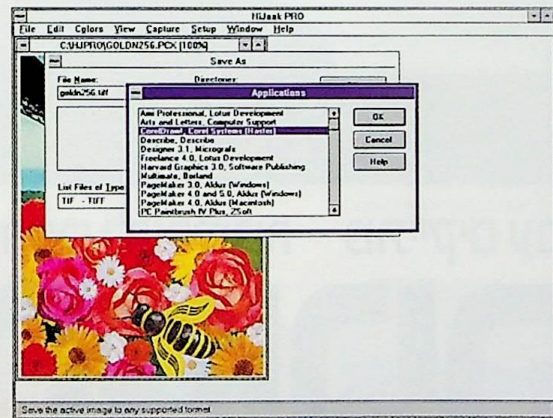 HiJaak PRO
File Edit Colors View Capture Setup Window Help
C:\HJPRO\GOLDN256.PCX [100%]
Save As
File Name:
Directory:
goldn256.tif
Applications
Ami Professional, Lotus Development
Arts and Letters, Computer Support
CorelDraw!, Corel Systems (Raster)
Describe, Describe
Designer 3.1, Micrografx
Freelance 4.0, Lotus Development
Harvard Graphics 3.0, Software Publishing
Multimate, Borland
PageMaker 3.0, Aldus (Windows)
PageMaker 4.0 and 5.0, Aldus (Windows)
PageMaker 4.0, Aldus (Macintosh)
PC Paintbrush IV Plus, ZSoft
OK
Cancel
Help
List Files of Type
TIF - TIFF
Save the active image to any supported format